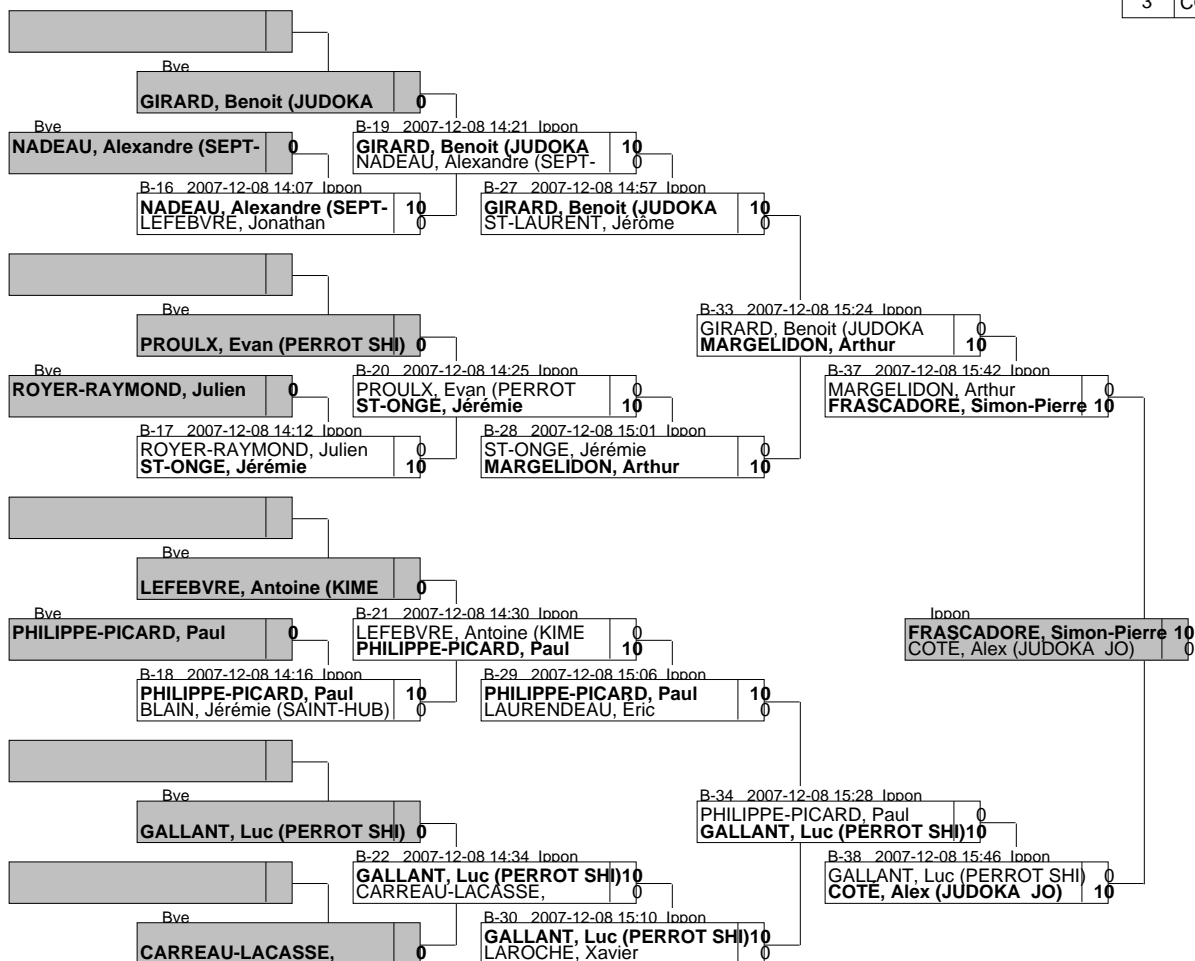 3 CO
Bye
GIRARD, Benoit (JUDOKA 0
Bye
NADEAU, Alexandre (SEPT- 0
B-19 2007-12-08 14:21 Ippon
GIRARD, Benoit (JUDOKA 10
NADEAU, Alexandre (SEPT- 0
B-16 2007-12-08 14:07 Ippon
NADEAU, Alexandre (SEPT- 10
LEFEBVRE, Jonathan 0
B-27 2007-12-08 14:57 Ippon
GIRARD, Benoit (JUDOKA 10
ST-LAURENT, Jérôme 0
Bye
PROULX, Evan (PERROT SHI) 0
B-33 2007-12-08 15:24 Ippon
GIRARD, Benoit (JUDOKA 0
MARGELIDON, Arthur 10
Bye
ROYER-RAYMOND, Julien 0
B-20 2007-12-08 14:25 Ippon
PROULX, Evan (PERROT 0
ST-ONGE, Jérémie 10
B-37 2007-12-08 15:42 Ippon
MARGELIDON, Arthur 0
FRASCADORE, Simon-Pierre 10
B-17 2007-12-08 14:12 Ippon
ROYER-RAYMOND, Julien 0
ST-ONGE, Jérémie 10
B-28 2007-12-08 15:01 Ippon
ST-ONGE, Jérémie 0
MARGELIDON, Arthur 10
Bye
LEFEBVRE, Antoine (KIME 0
Bye
PHILIPPE-PICARD, Paul 0
B-21 2007-12-08 14:30 Ippon
LEFEBVRE, Antoine (KIME 0
PHILIPPE-PICARD, Paul 10
Ippon
FRASCADORE, Simon-Pierre 10
COTÉ, Alex (JUDOKA JO) 0
B-18 2007-12-08 14:16 Ippon
PHILIPPE-PICARD, Paul 10
BLAIN, Jérémie (SAINT-HUB) 0
B-29 2007-12-08 15:06 Ippon
PHILIPPE-PICARD, Paul 10
LAURENDEAU, Éric 0
Bye
GALLANT, Luc (PERROT SHI) 0
B-34 2007-12-08 15:28 Ippon
PHILIPPE-PICARD, Paul 0
GALLANT, Luc (PERROT SHI) 10
B-22 2007-12-08 14:34 Ippon
GALLANT, Luc (PERROT SHI) 10
CARREAU-LACASSE, 0
B-38 2007-12-08 15:46 Ippon
GALLANT, Luc (PERROT SHI) 0
COTÉ, Alex (JUDOKA JO) 10
Bye
CARREAU-LACASSE, 0
B-30 2007-12-08 15:10 Ippon
GALLANT, Luc (PERROT SHI) 10
LAROCHE, Xavier 0